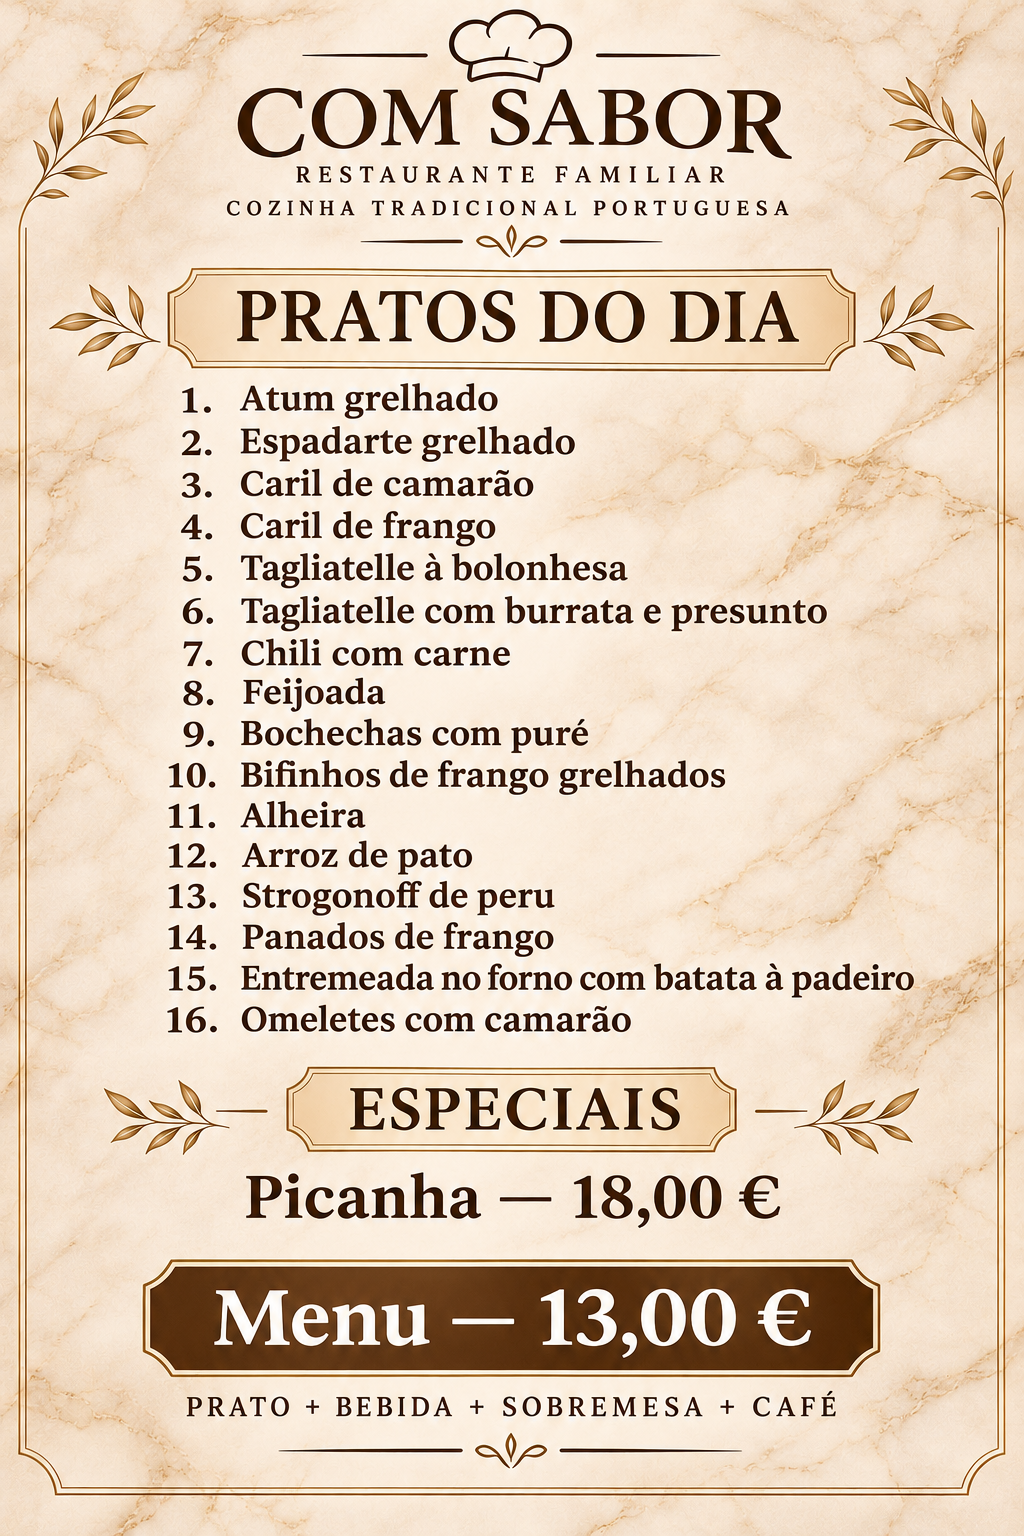 COM SABOR
RESTAURANTE FAMILIAR
COZINHA TRADICIONAL PORTUGUESA
PRATOS DO DIA
1. Atum grelhado
2. Espadarte grelhado
3. Caril de camarão
4. Caril de frango
5. Tagliatelle à bolonhesa
6. Tagliatelle com burrata e presunto
7. Chili com carne
8. Feijoada
9. Bochechas com puré
10. Bifinhos de frango grelhados
11. Alheira
12. Arroz de pato
13. Strogonoff de peru
14. Panados de frango
15. Entremeada no forno com batata à padeiro
16. Omeletes com camarão
ESPECIAIS
Picanha — 18,00 €
Menu — 13,00 €
PRATO + BEBIDA + SOBREMESA + CAFÉ